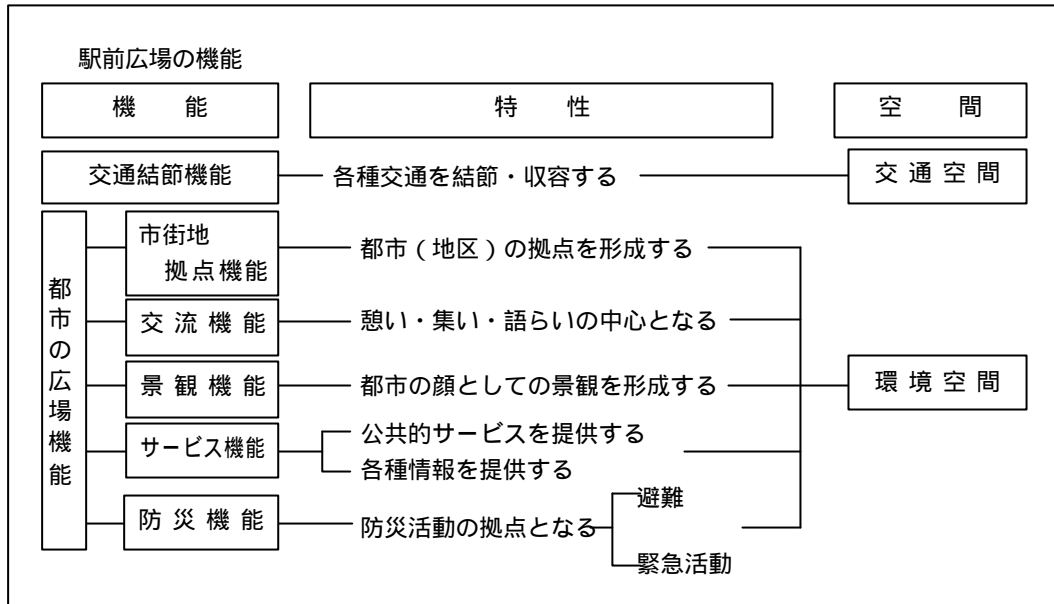 駅前広場の機能
機　　能
特　　性
空　　間
交通結節機能
各種交通を結節・収容する
交通空間
都市の広場機能
市街地
拠点機能
都市（地区）の拠点を形成する
交流機能
憩い・集い・語らいの中心となる
景観機能
都市の顔としての景観を形成する
環境空間
サービス機能
公共的サービスを提供する
各種情報を提供する
防災機能
防災活動の拠点となる
避難
緊急活動